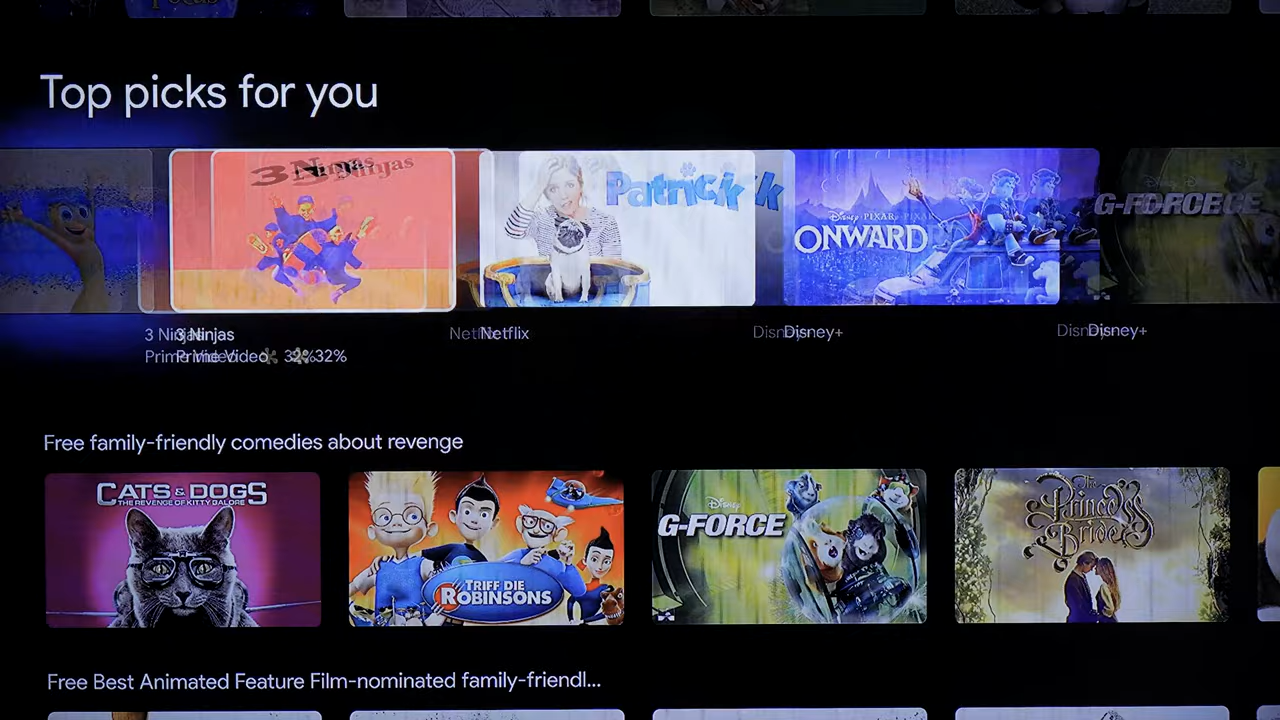 Pocus
Top picks for you
3 Ninjas
Patrick
Disney · PIXAR
ONWARD
Disney
G-FORCE
3 Ninjas
Netflix
Disney+
Disney+
Prime Video 32%
Free family-friendly comedies about revenge
CATS & DOGS
THE REVENGE OF KITTY GALORE
TRIFF DIE
ROBINSONS
Disney
G-FORCE
The
Princess
Bride
Free Best Animated Feature Film-nominated family-friendl...